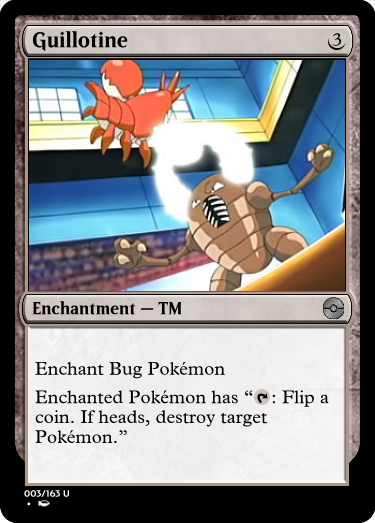 Guillotine 3
Enchantment — TM
Enchant Bug Pokémon
Enchanted Pokémon has “: Flip a
coin. If heads, destroy target
Pokémon.”
003/163 U